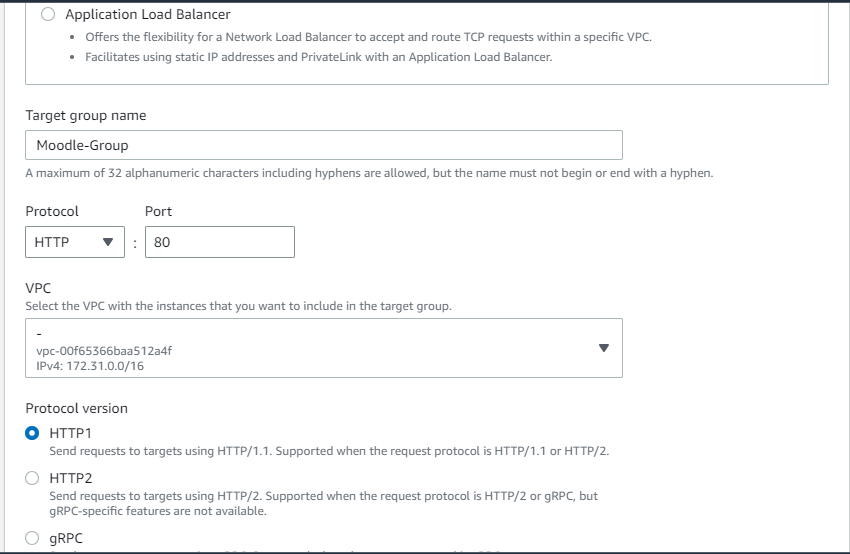 Application Load Balancer
• Offers the flexibility for a Network Load Balancer to accept and route TCP requests within a specific VPC.
• Facilitates using static IP addresses and PrivateLink with an Application Load Balancer.
Target group name
Moodle-Group
A maximum of 32 alphanumeric characters including hyphens are allowed, but the name must not begin or end with a hyphen.
Protocol Port
HTTP : 80
VPC
Select the VPC with the instances that you want to include in the target group.
-
vpc-00f65366baa512a4f
IPv4: 172.31.0.0/16
Protocol version
HTTP1
Send requests to targets using HTTP/1.1. Supported when the request protocol is HTTP/1.1 or HTTP/2.
HTTP2
Send requests to targets using HTTP/2. Supported when the request protocol is HTTP/2 or gRPC, but
gRPC-specific features are not available.
gRPC